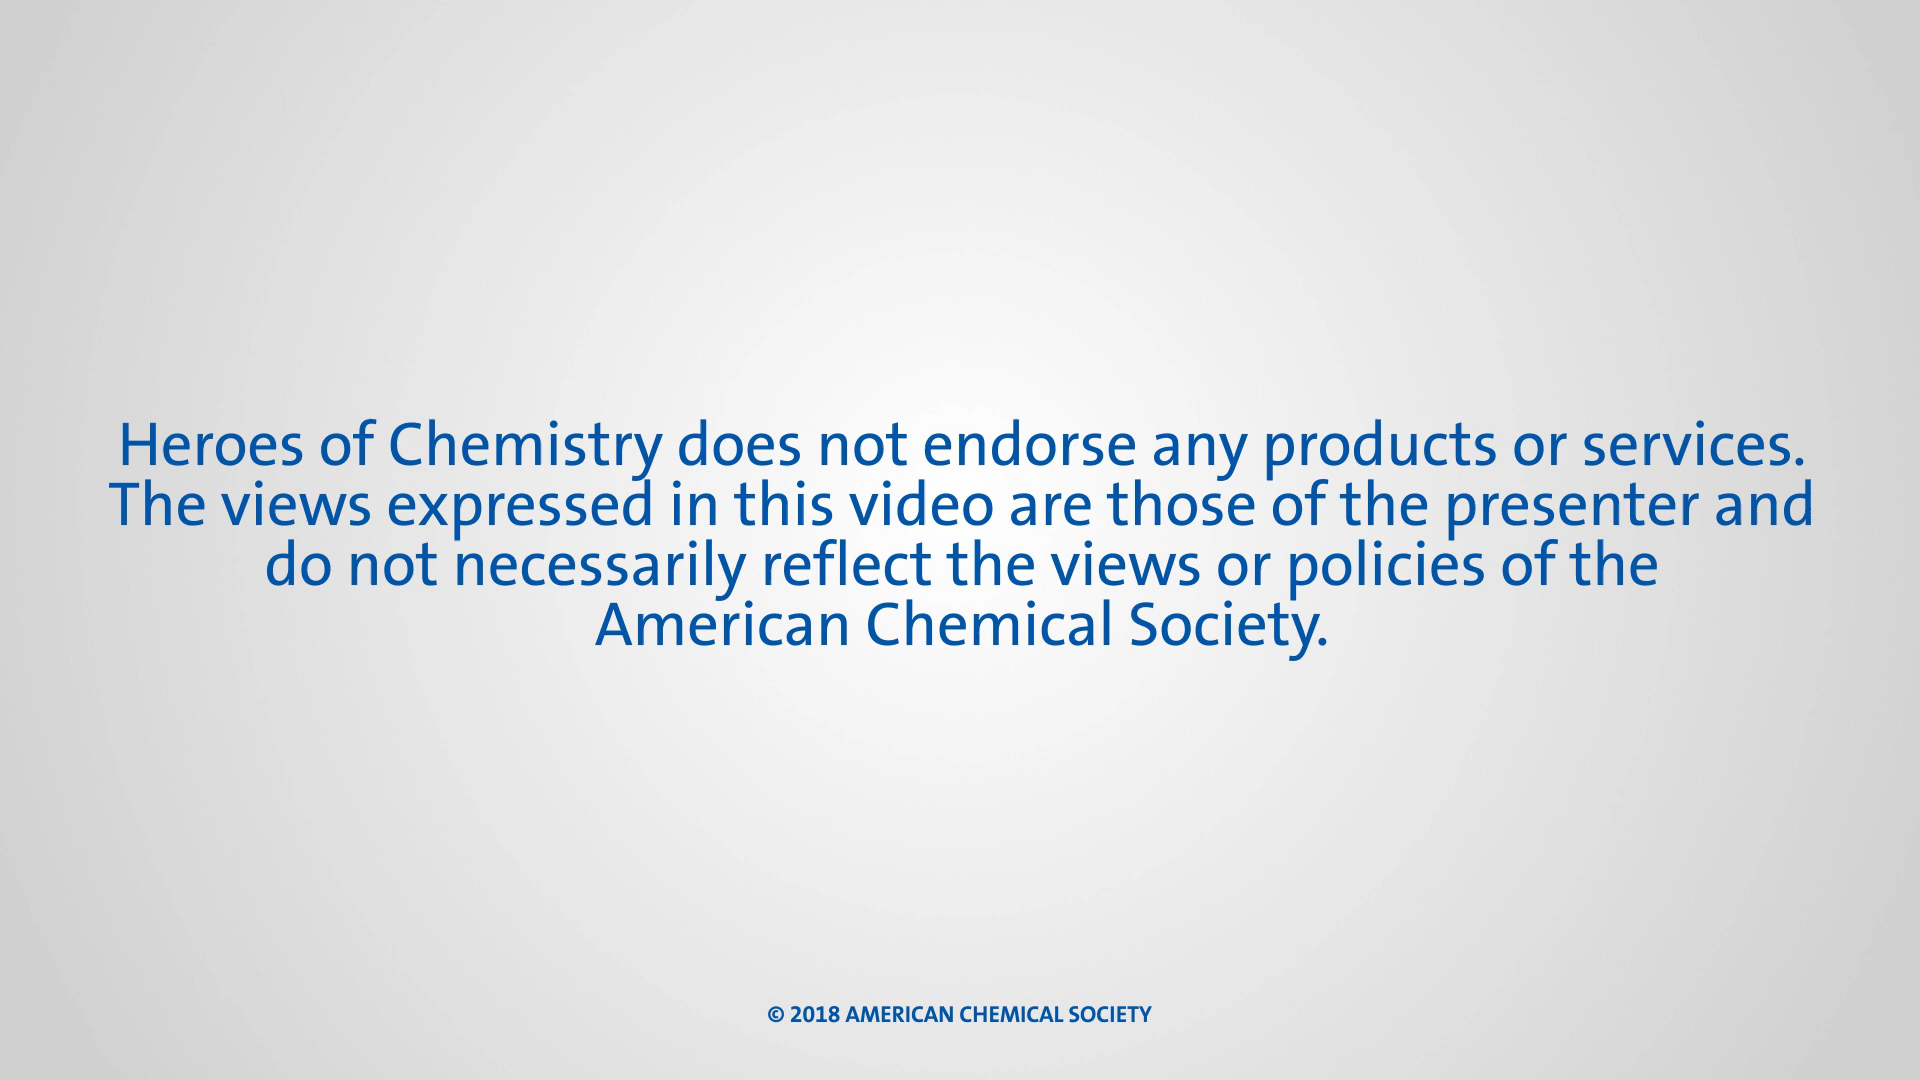 Heroes of Chemistry does not endorse any products or services.
The views expressed in this video are those of the presenter and
do not necessarily reflect the views or policies of the
American Chemical Society.
© 2018 AMERICAN CHEMICAL SOCIETY